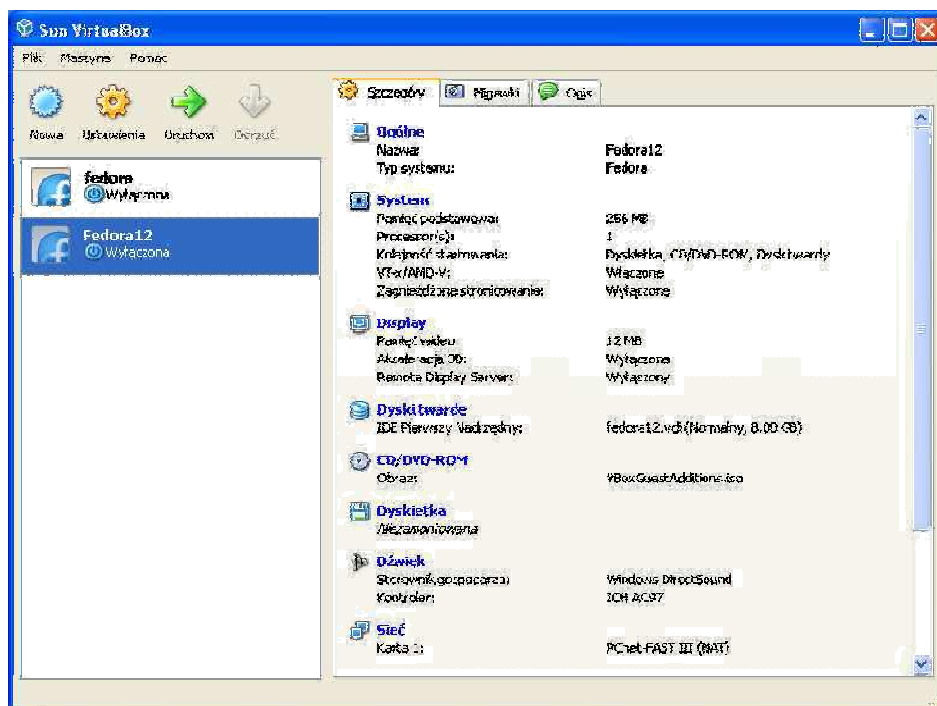 Sun VirtualBox
Plik Maszyna Pomoc
Nowa Ustawienia Uruchom Odrzuć
Szczegóły Migawki Opis
fedora
Wyłączona
Fedora12
Wyłączona
Ogólne
Nazwa: Fedora12
Typ systemu: Fedora
System
Pamięć podstawowa: 256 MB
Procesor(s): 1
Kolejność startowania: Dyskietka, CD/DVD-ROM, Dysk twardy
VT-x/AMD-V: Włączone
Zagnieżdżone stronicowanie: Wyłączone
Display
Pamięć video: 12 MB
Akceleracja 3D: Wyłączona
Remote Display Server: Wyłączony
Dyski twarde
IDE Pierwszy Nadrzędny: fedora12.vdi (Normalny, 8.00 GB)
CD/DVD-ROM
Obraz: VBoxGuestAdditions.iso
Dyskietka
Niezamontowana
Dźwięk
Sterownik gospodarza: Windows DirectSound
Kontroler: ICH AC97
Sieć
Karta 1: PCnet-FAST III (NAT)